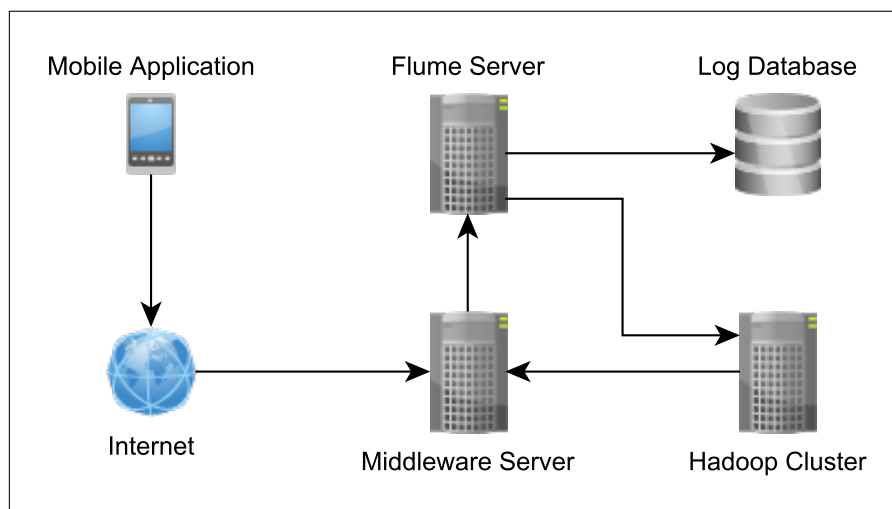 Mobile Application
Flume Server
Log Database
Internet
Middleware Server
Hadoop Cluster